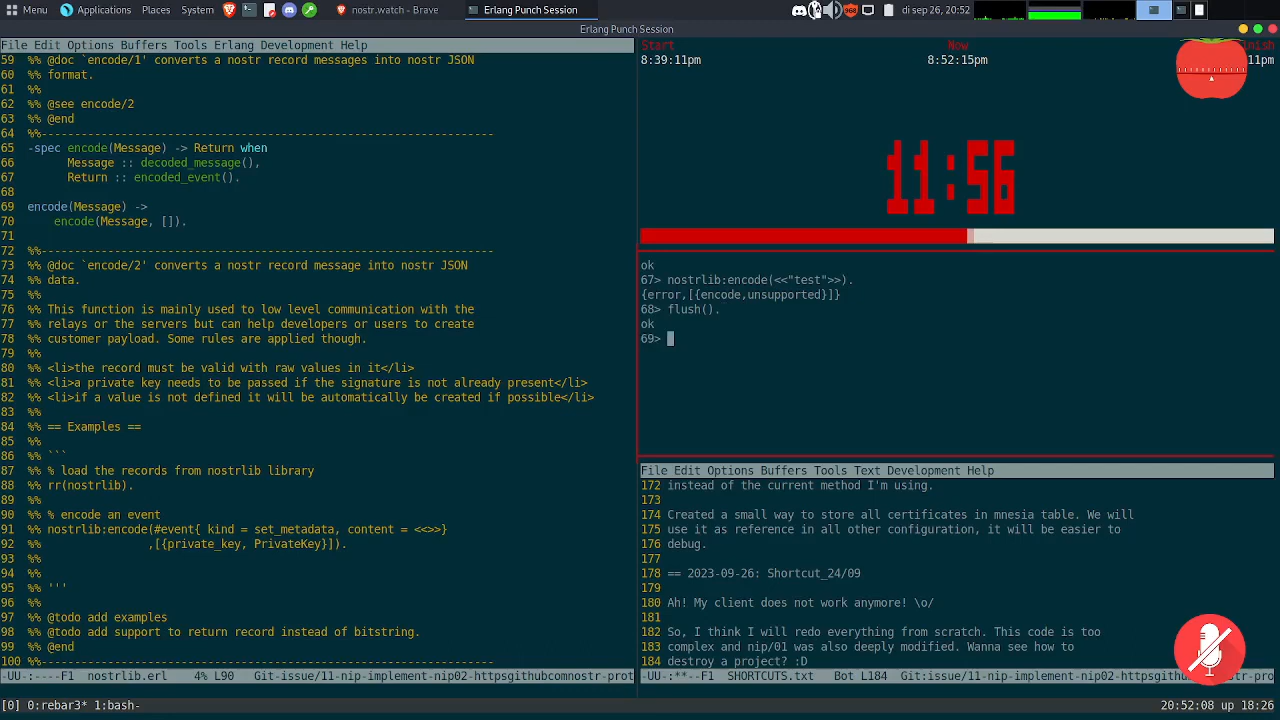 Menu Applications Places System nostr.watch - Brave Erlang Punch Session di sep 26, 20:52
Erlang Punch Session
File Edit Options Buffers Tools Erlang Development Help
59 %% @doc `encode/1' converts a nostr record messages into nostr JSON
60 %% format.
61 %%
62 %% @see encode/2
63 %% @end
64 %%-------------------------------------------------------------------
65 -spec encode(Message) -> Return when
66 Message :: decoded_message(),
67 Return :: encoded_event().
68
69 encode(Message) ->
70 encode(Message, []).
71
72 %%-------------------------------------------------------------------
73 %% @doc `encode/2' converts a nostr record message into nostr JSON
74 %% data.
75 %%
76 %% This function is mainly used to low level communication with the
77 %% relays or the servers but can help developers or users to create
78 %% customer payload. Some rules are applied though.
79 %%
80 %% <li>the record must be valid with raw values in it</li>
81 %% <li>a private key needs to be passed if the signature is not already present</li>
82 %% <li>if a value is not defined it will be automatically be created if possible</li>
83 %%
84 %% == Examples ==
85 %%
86 %% ```
87 %% % load the records from nostrlib library
88 %% rr(nostrlib).
89 %%
90 %% % encode an event
91 %% nostrlib:encode(#event{ kind = set_metadata, content = <<>>}
92 %% ,[{private_key, PrivateKey}]).
93 %%
94 %%
95 %% '''
96 %%
97 %% @todo add examples
98 %% @todo add support to return record instead of bitstring.
99 %% @end
100 %%-------------------------------------------------------------------
-UU-:----F1 nostrlib.erl 4% L90 Git-issue/11-nip-implement-nip02-httpsgithubcomnostr-prot
Start Now inish
8:39:11pm 8:52:15pm 11pm
11:56
ok
67> nostrlib:encode(<<"test">>).
{error,[{encode,unsupported}]}
68> flush().
ok
69>
File Edit Options Buffers Tools Text Development Help
172 instead of the current method I'm using.
173
174 Created a small way to store all certificates in mnesia table. We will
175 use it as reference in all other configuration, it will be easier to
176 debug.
177
178 == 2023-09-26: Shortcut_24/09
179
180 Ah! My client does not work anymore! \o/
181
182 So, I think I will redo everything from scratch. This code is too
183 complex and nip/01 was also deeply modified. Wanna see how to
184 destroy a project? :D
-UU-:**--F1 SHORTCUTS.txt Bot L184 Git:issue/11-nip-implement-nip02-httpsgithub pro
[0] 0:rebar3* 1:bash- 20:52:08 up 18:26